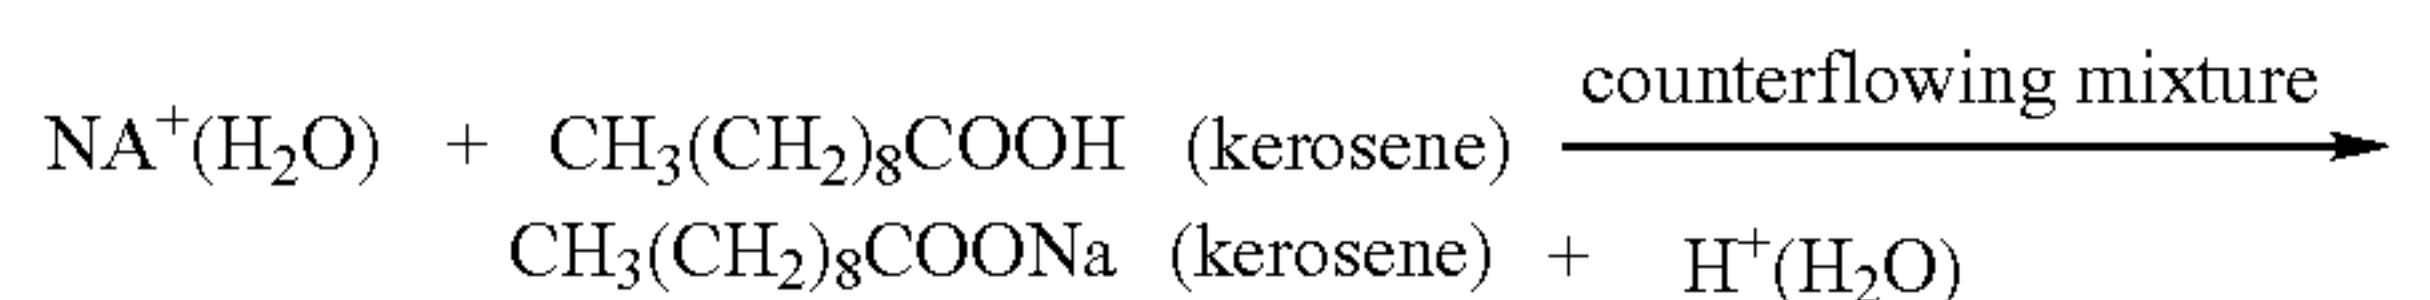 counterflowing mixture
NA⁺(H₂O) + CH₃(CH₂)₈COOH (kerosene)
CH₃(CH₂)₈COONa (kerosene) + H⁺(H₂O)